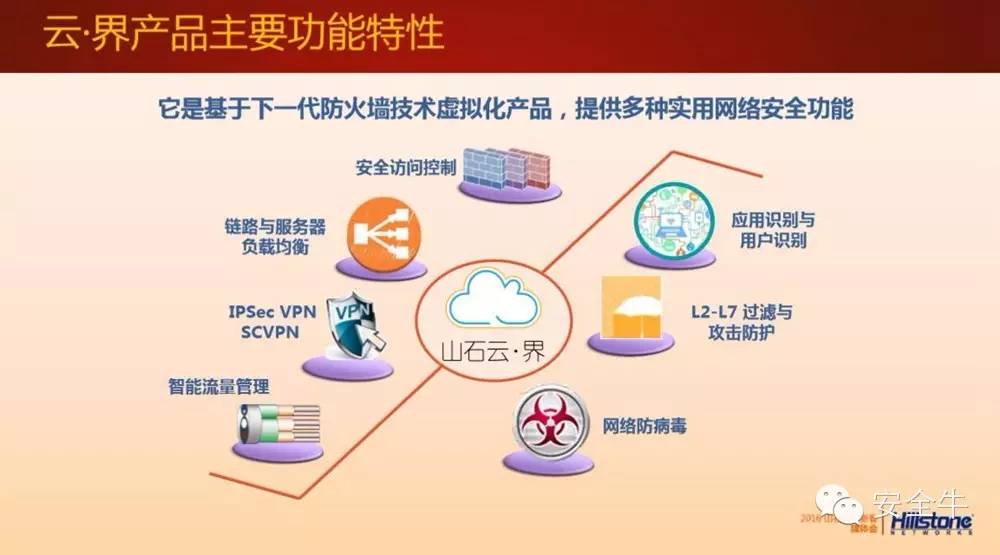 云·界产品主要功能特性
它是基于下一代防火墙技术虚拟化产品，提供多种实用网络安全功能
安全访问控制
链路与服务器
负载均衡
应用识别与
用户识别
IPSec VPN
SCVPN
VPN
L2-L7 过滤与
攻击防护
山石云·界
智能流量管理
网络防病毒
安全牛
2016
媒体会
Hillstone
NETWORKS